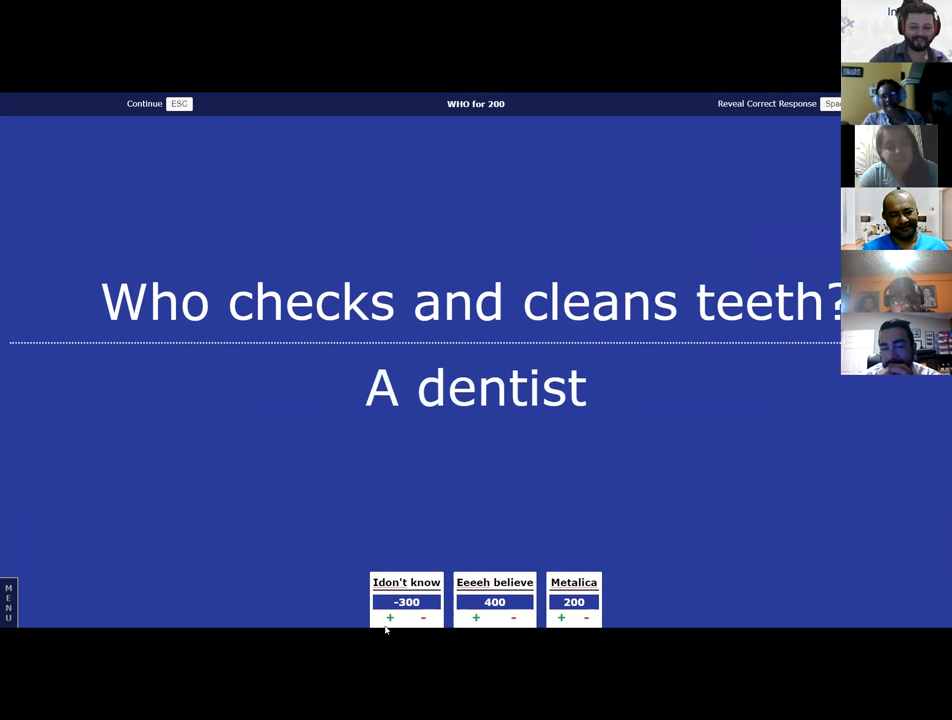 Continue ESC
WHO for 200
Reveal Correct Response
Who checks and cleans teeth?
A dentist
MENU
Idon't know
-300
+ -
Eeeeh believe
400
+ -
Metalica
200
+ -